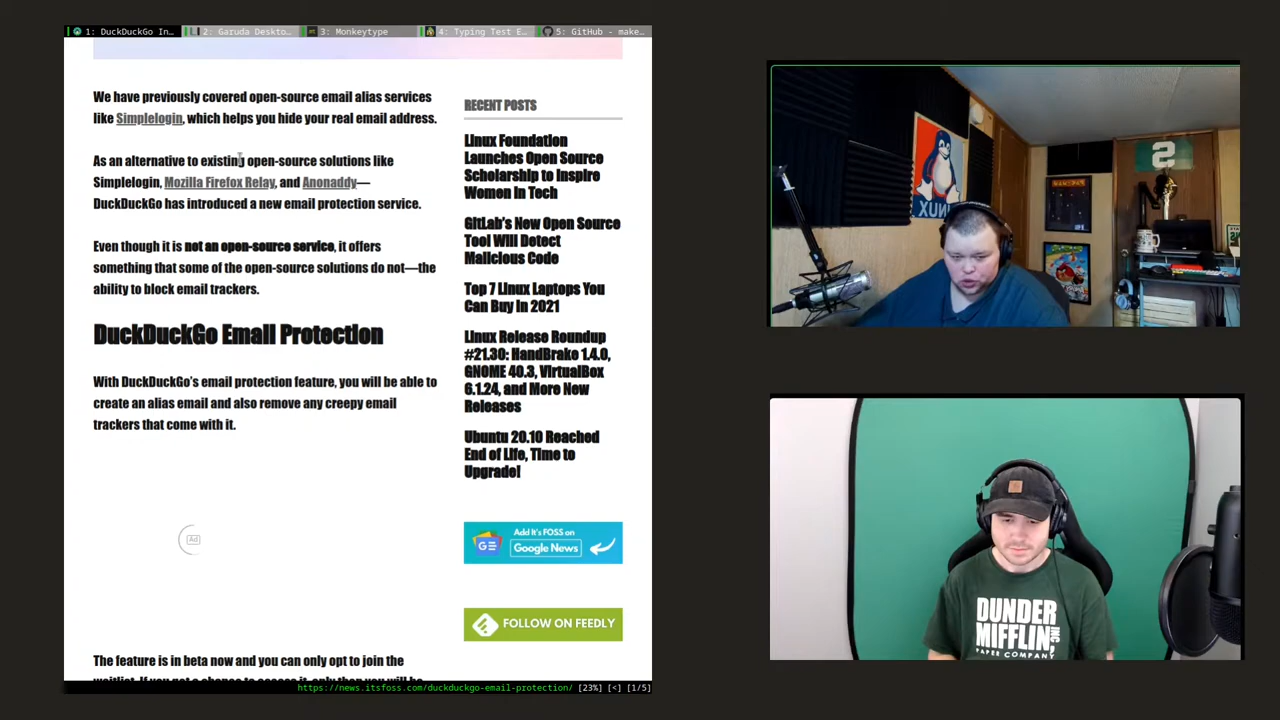 1: DuckDuckGo In...
2: Garuda Deskto...
3: Monkeytype
4: Typing Test E...
5: GitHub - make...
We have previously covered open-source email alias services
like Simplelogin, which helps you hide your real email address.
As an alternative to existing open-source solutions like
Simplelogin, Mozilla Firefox Relay, and Anonaddy—
DuckDuckGo has introduced a new email protection service.
Even though it is not an open-source service, it offers
something that some of the open-source solutions do not—the
ability to block email trackers.
DuckDuckGo Email Protection
With DuckDuckGo's email protection feature, you will be able to
create an alias email and also remove any creepy email
trackers that come with it.
Ad
The feature is in beta now and you can only opt to join the
RECENT POSTS
Linux Foundation
Launches Open Source
Scholarship to Inspire
Women in Tech
GitLab's New Open Source
Tool Will Detect
Malicious Code
Top 7 Linux Laptops You
Can Buy in 2021
Linux Release Roundup
#21.30: HandBrake 1.4.0,
GNOME 40.3, VirtualBox
6.1.24, and More New
Releases
Ubuntu 20.10 Reached
End of Life, Time to
Upgrade!
Add It's FOSS on
GE Google News
FOLLOW ON FEEDLY
https://news.itsfoss.com/duckduckgo-email-protection/ [23%] [<] [1/5]
XUNI
S
DUNDER
MIFFLIN INC
PAPER COMPANY